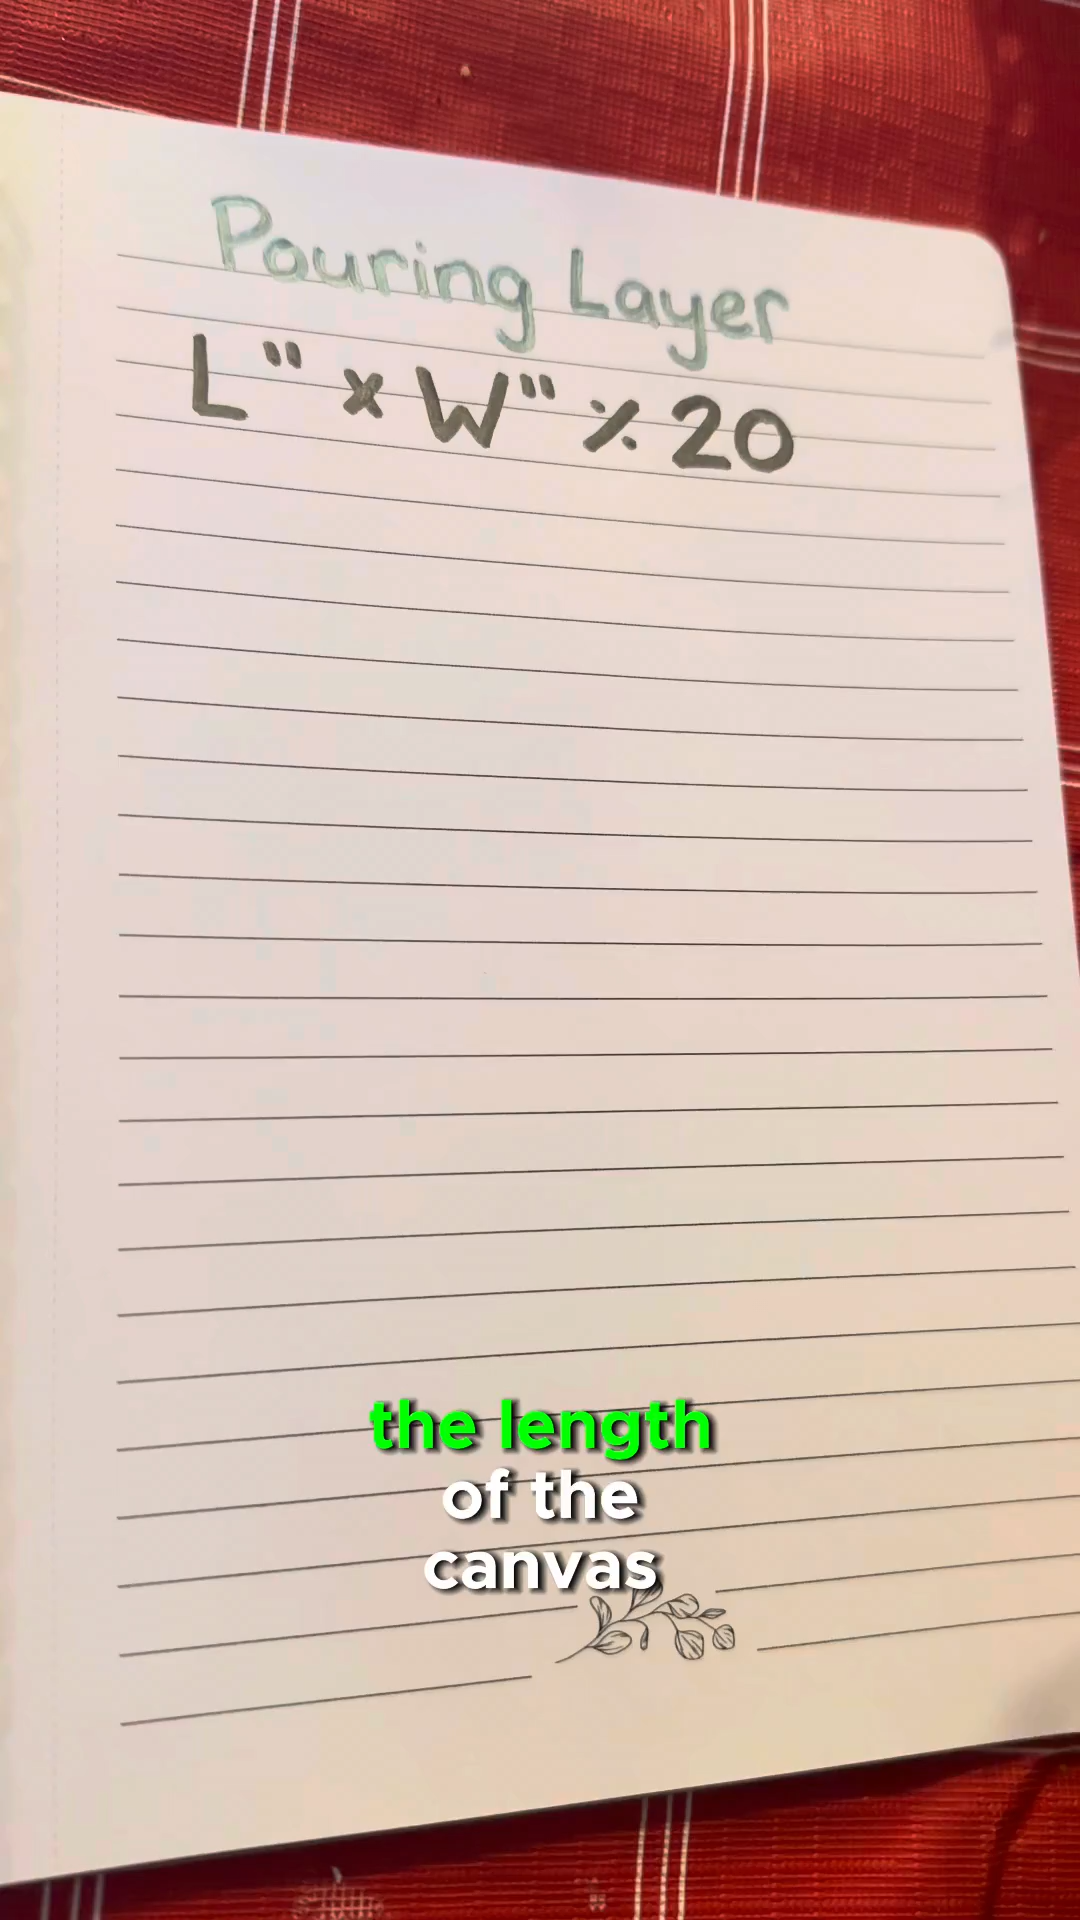 Pouring Layer
L" x W" ٪ 20
the length
of the
canvas